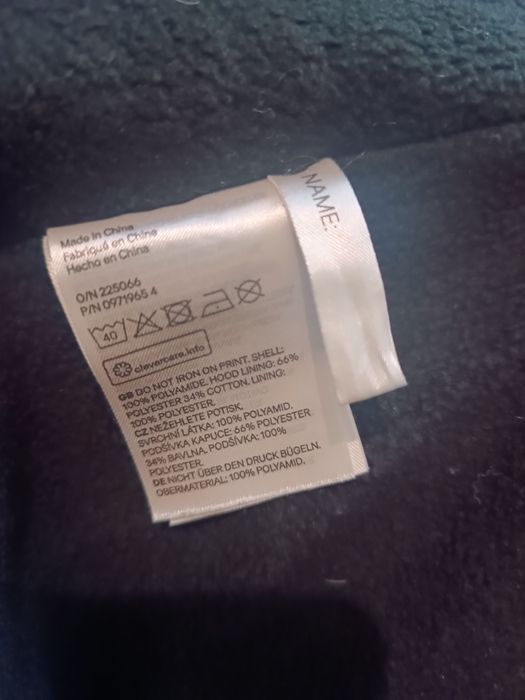 NAME:
Made in China
Fabriqué en Chine
Hecho en China
O/N 225066
P/N 0971965 4
40
clevercare.info
GB DO NOT IRON ON PRINT. SHELL:
100% POLYAMIDE. HOOD LINING: 66%
POLYESTER 34% COTTON. LINING:
100% POLYESTER.
CZ NEŽEHLETE POTISK.
SVRCHNÍ LÁTKA: 100% POLYAMID.
PODŠÍVKA KAPUCE: 66% POLYESTER
34% BAVLNA. PODŠÍVKA: 100%
POLYESTER.
DE NICHT ÜBER DEN DRUCK BÜGELN.
OBERMATERIAL: 100% POLYAMID.